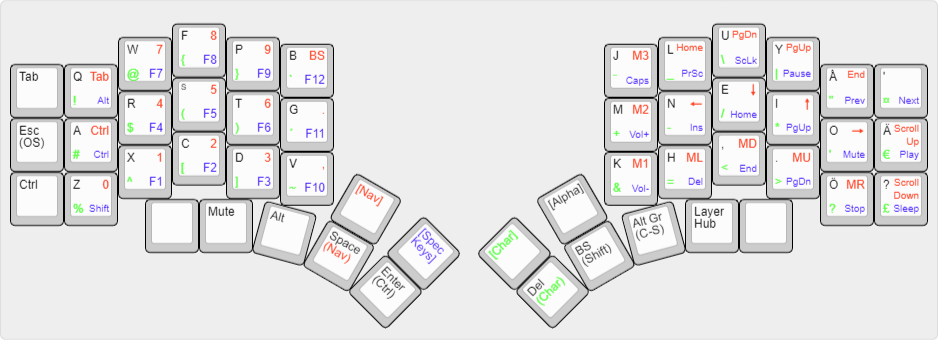 Tab
Q Tab
! Alt
W 7
@ F7
F 8
{ F8
P 9
} F9
B BS
` F12
Esc
(OS)
A Ctrl
# Ctrl
R 4
$ F4
S 5
( F5
T 6
) F6
G .
' F11
Ctrl
Z 0
% Shift
X 1
^ F1
C 2
[ F2
D 3
] F3
V ,
~ F10
J M3
¨ Caps
L Home
_ PrSc
U PgDn
\ ScLk
Y PgUp
| Pause
Å End
" Prev
'
¤ Next
M M2
+ Vol+
N ←
- Ins
E ↓
/ Home
I ↑
* PgUp
O →
' Mute
Ä Scroll
Up
€ Play
K M1
& Vol-
H ML
= Del
, MD
< End
. MU
> PgDn
Ö MR
? Stop
? Scroll
Down
£ Sleep
Mute
Alt
[Nav]
Space
(Nav)
[Spec
Keys]
Enter
(Ctrl)
[Char]
Del
(Char)
[Alpha]
BS
(Shift)
Alt Gr
(C-S)
Layer
Hub